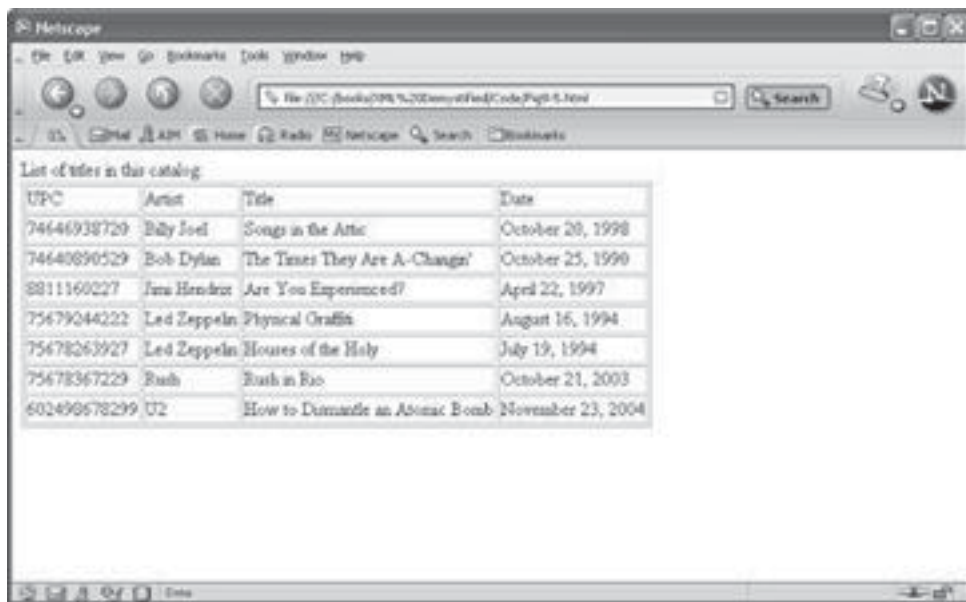 Netscape
File Edit View Go Bookmarks Tools Window Help
Search
Mail AIM Home Radio Netscape Search Bookmarks
List of titles in this catalog:
UPC Artist Title Date
74646938729 Billy Joel Songs in the Attic October 20, 1998
74640890529 Bob Dylan The Times They Are A-Changin' October 25, 1990
8811160227 Jimi Hendrix Are You Experienced? April 22, 1997
75679244222 Led Zeppelin Physical Graffiti August 16, 1994
75678263927 Led Zeppelin Houses of the Holy July 19, 1994
75678367229 Rush Rush in Rio October 21, 2003
602498678299 U2 How to Dismantle an Atomic Bomb November 23, 2004
Done